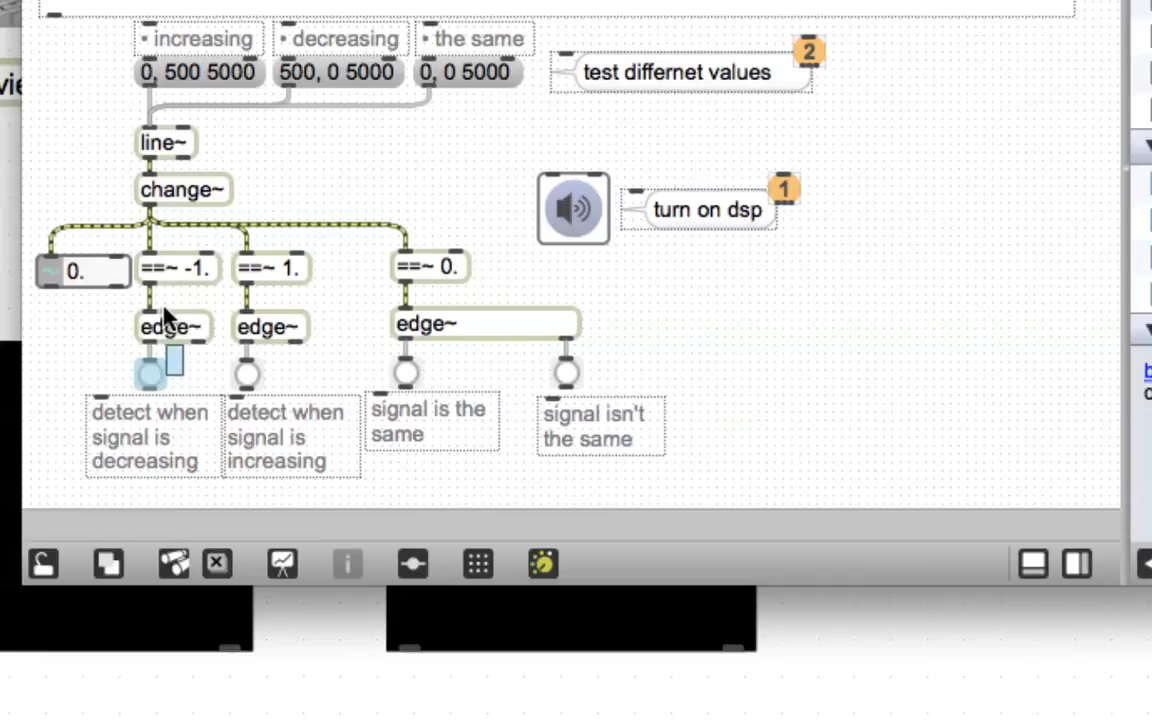 • increasing
• decreasing
• the same
0, 500 5000
500, 0 5000
0, 0 5000
test differnet values
2
line~
change~
turn on dsp
1
~ 0.
==~ -1.
==~ 1.
==~ 0.
edge~
edge~
edge~
detect when
signal is
decreasing
detect when
signal is
increasing
signal is the
same
signal isn't
the same
i